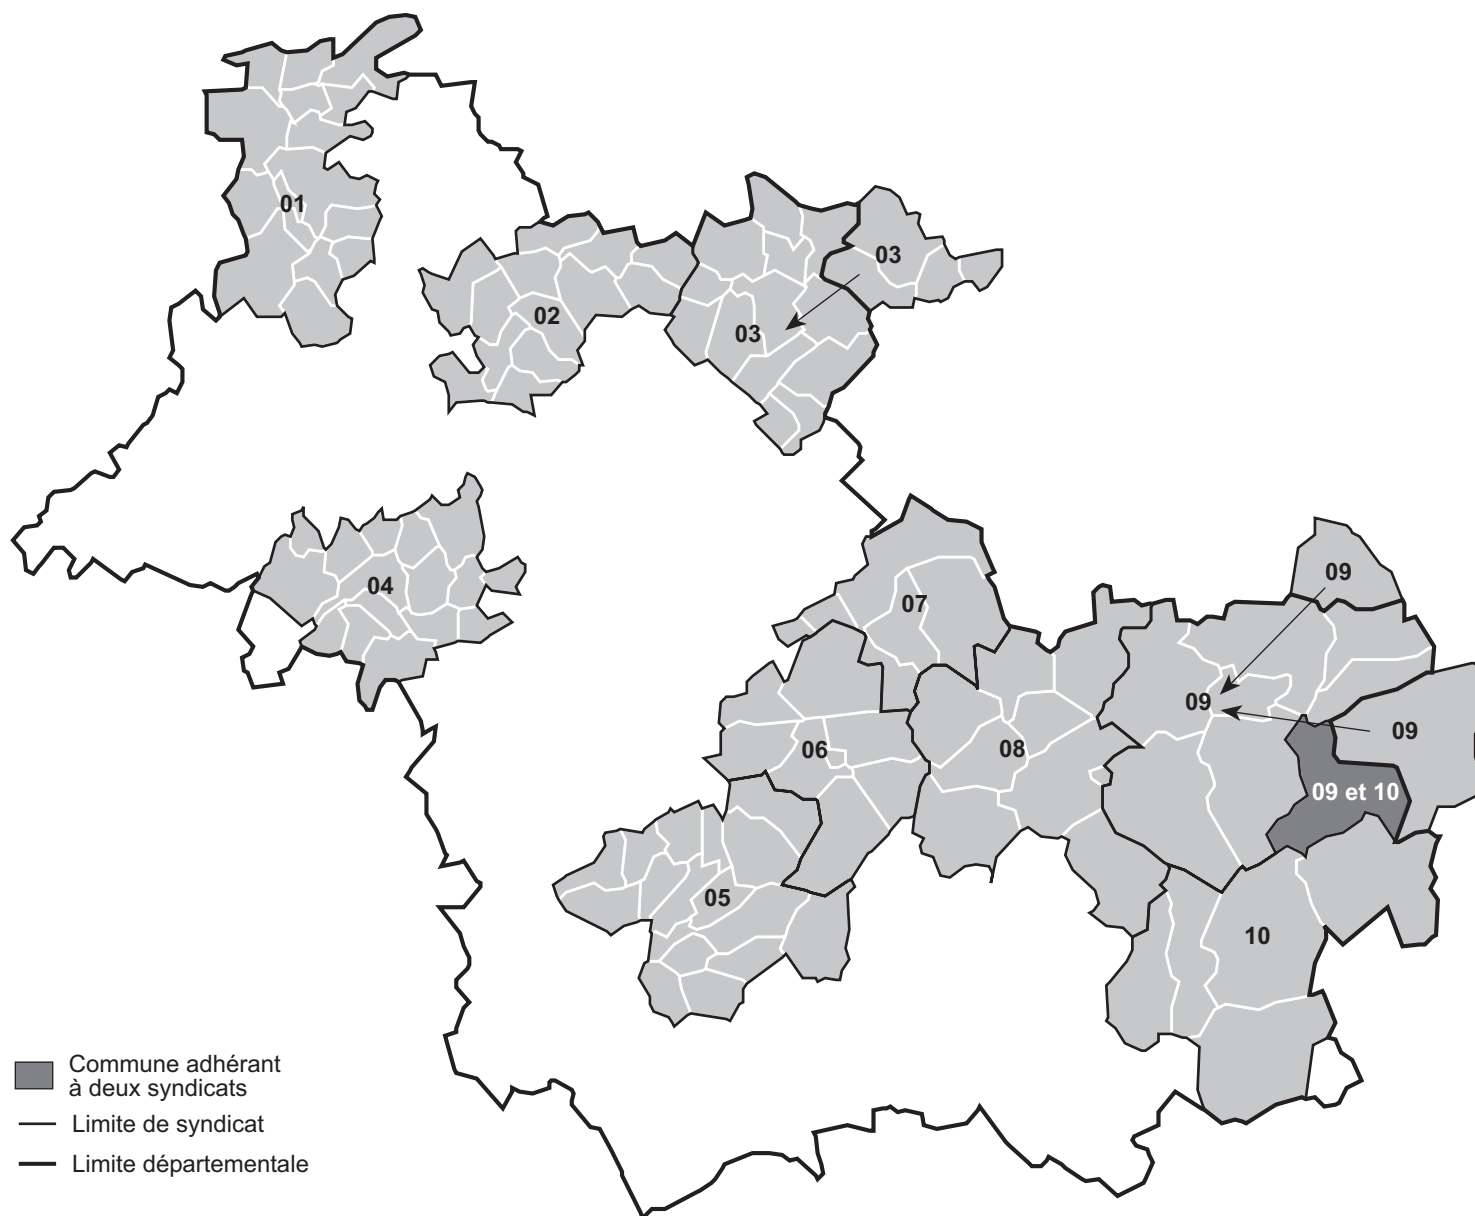 01
03
02
03
04
07
09
09
09
06
08
09 et 10
05
10
Commune adhérant
à deux syndicats
Limite de syndicat
Limite départementale